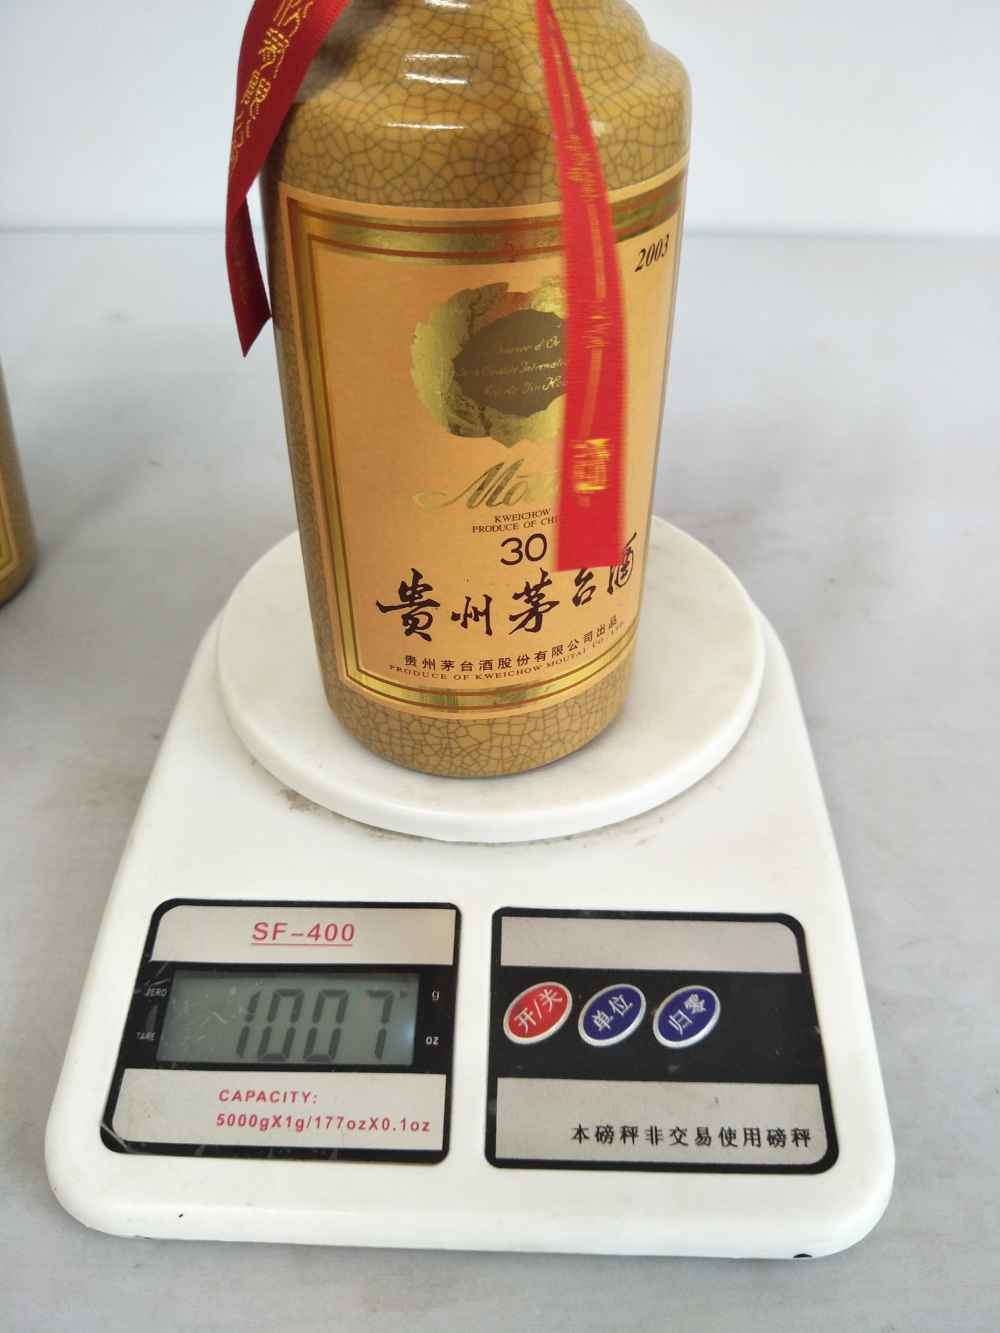 2003
KWEICHOW
PRODUCE OF
30
贵州茅台酒
贵州茅台酒股份有限公司出品
PRODUCE OF KWEICHOW MOUTAI CO., LTD.
SF-400
ZERO
TARE
1007
g
oz
CAPACITY:
5000gX1g/177ozX0.1oz
开/关
单位
归零
本磅秤非交易使用磅秤